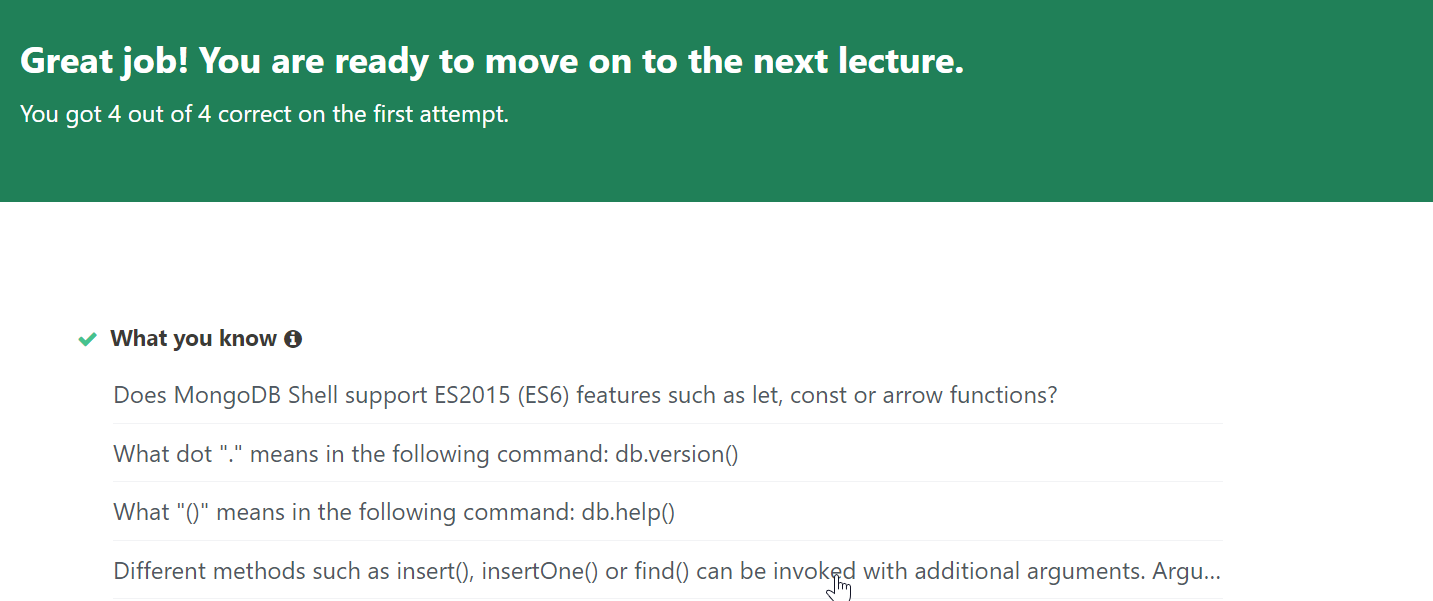 Great job! You are ready to move on to the next lecture.
You got 4 out of 4 correct on the first attempt.
What you know
Does MongoDB Shell support ES2015 (ES6) features such as let, const or arrow functions?
What dot "." means in the following command: db.version()
What "()" means in the following command: db.help()
Different methods such as insert(), insertOne() or find() can be invoked with additional arguments. Argu...